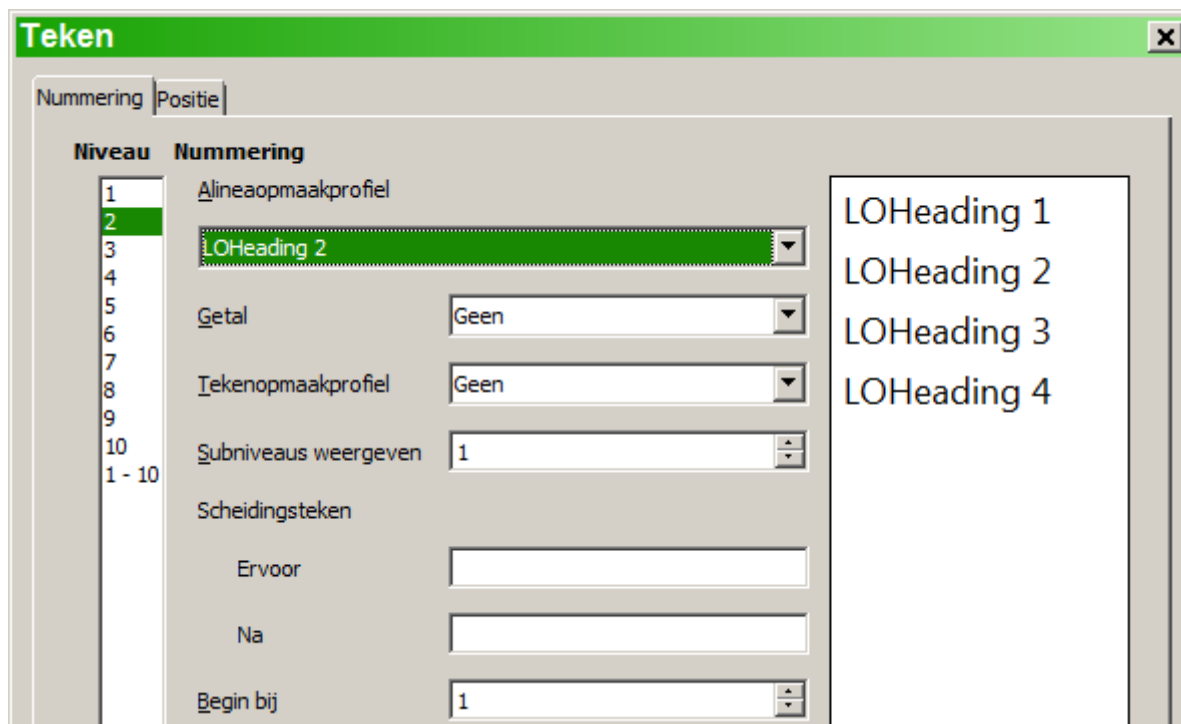 Teken
Nummering Positie
Niveau Nummering
1
2
3
4
5
6
7
8
9
10
1 - 10
Alineaopmaakprofiel
LOHeading 2
Getal Geen
Tekenopmaakprofiel Geen
Subniveaus weergeven 1
Scheidingsteken
Ervoor
Na
Begin bij 1
LOHeading 1
LOHeading 2
LOHeading 3
LOHeading 4